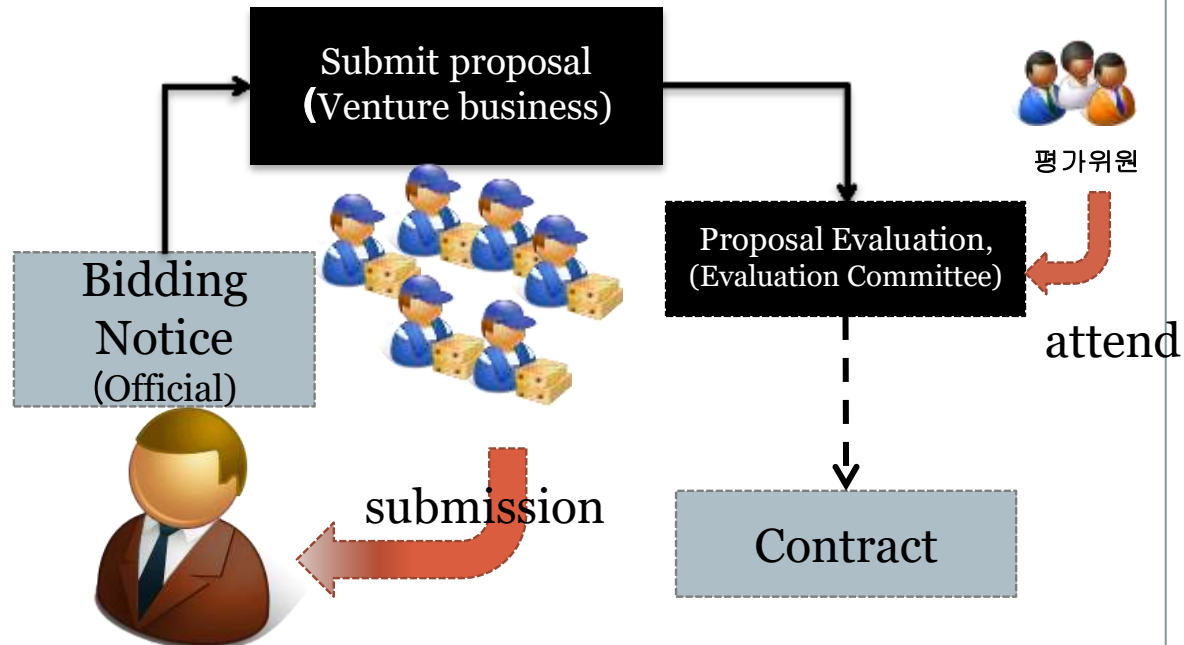 Submit proposal
(Venture business)
평가위원
Proposal Evaluation,
(Evaluation Committee)
Bidding
Notice
(Official)
attend
submission
Contract